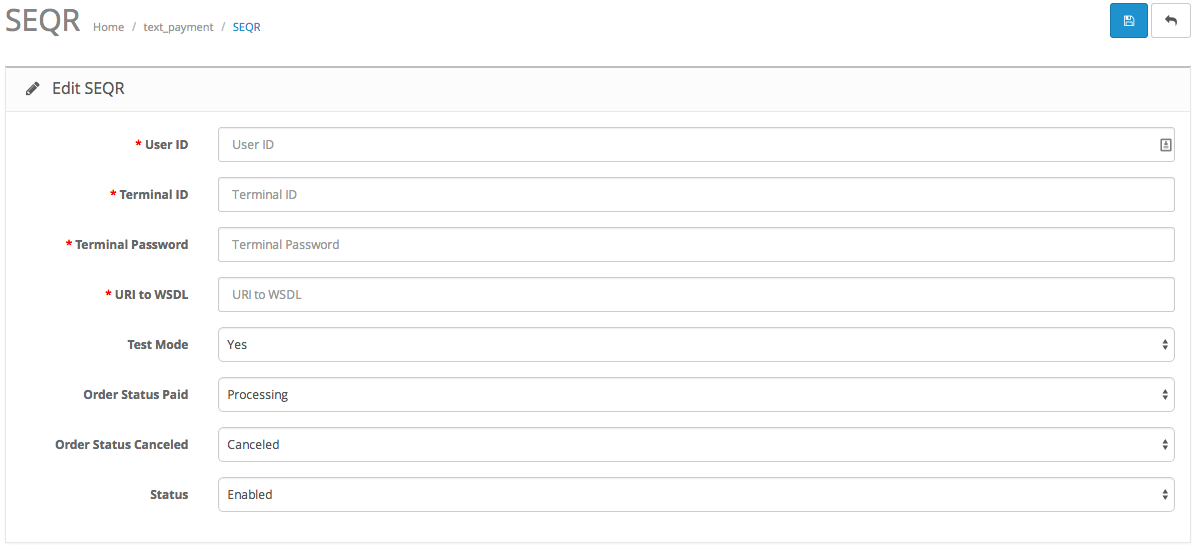 SEQR Home / text_payment / SEQR
Edit SEQR
* User ID User ID
* Terminal ID Terminal ID
* Terminal Password Terminal Password
* URI to WSDL URI to WSDL
Test Mode Yes
Order Status Paid Processing
Order Status Canceled Canceled
Status Enabled